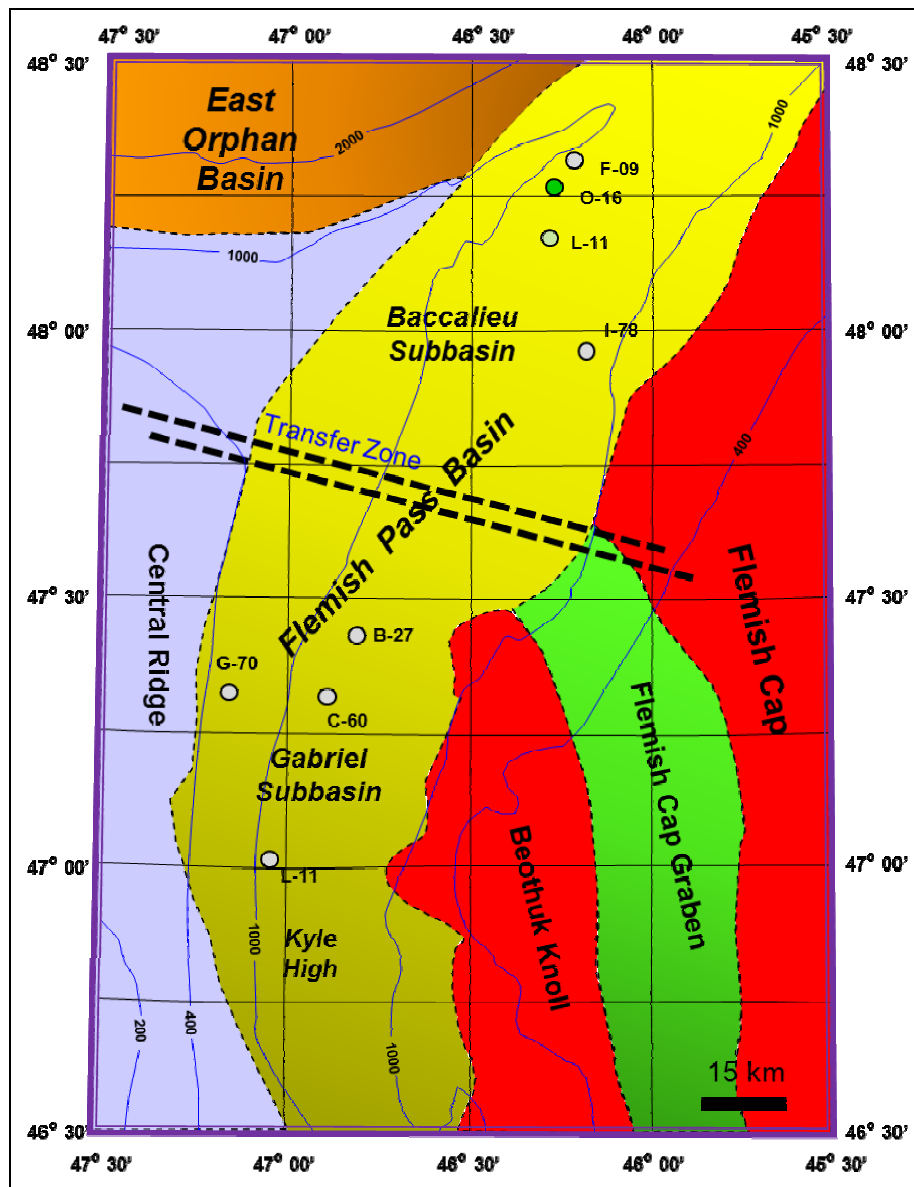 47° 30’ 47° 00’ 46° 30’ 46° 00’ 45° 30’
48° 30’ 48° 30’
East
Orphan
Basin
2000
1000
F-09
O-16
L-11
1000
Baccalieu
Subbasin
I-78
48° 00’ 48° 00’
Transfer Zone
400
Flemish Pass Basin
47° 30’ 47° 30’
Central Ridge
Flemish Cap
B-27
G-70
C-60
Flemish Cap Graben
Gabriel
Subbasin
Beothuk Knoll
47° 00’ 47° 00’
L-11
Kyle
High
1000
200
400
1000
15 km
46° 30’ 46° 30’
47° 30’ 47° 00’ 46° 30’ 46° 00’ 45° 30’